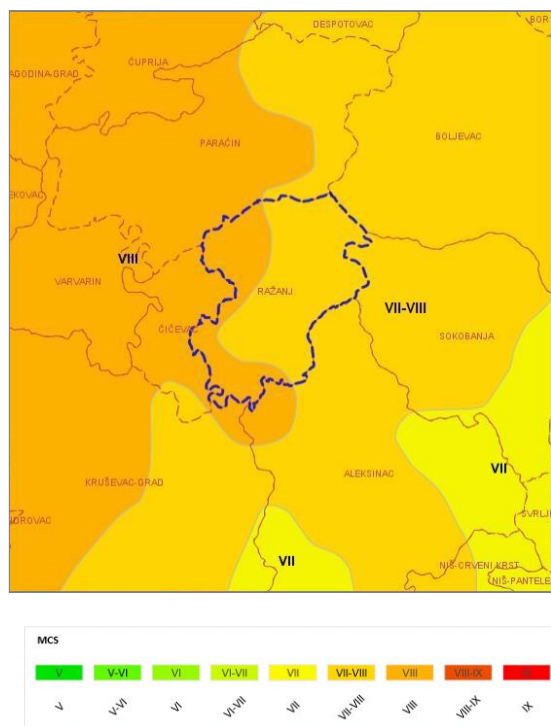 DESPOTOVAC
BOR
ĆUPRIJA
AGODINA-GRAD
BOLJEVAC
PARAĆIN
EKOVAC
VIII
VARVARIN
RAŽANJ
VII-VIII
ĆIĆEVAC
SOKOBANJA
VII
ALEKSINAC
KRUŠEVAC-GRAD
SVRLJ
NDROVAC
VII
NIŠ-CRVENI KRST
NIŠ-PANTELE
MCS
V V-VI VI VI-VII VII VII-VIII VIII VIII-IX IX
V V-VI VI VI-VII VII VII-VIII VIII VIII-IX IX